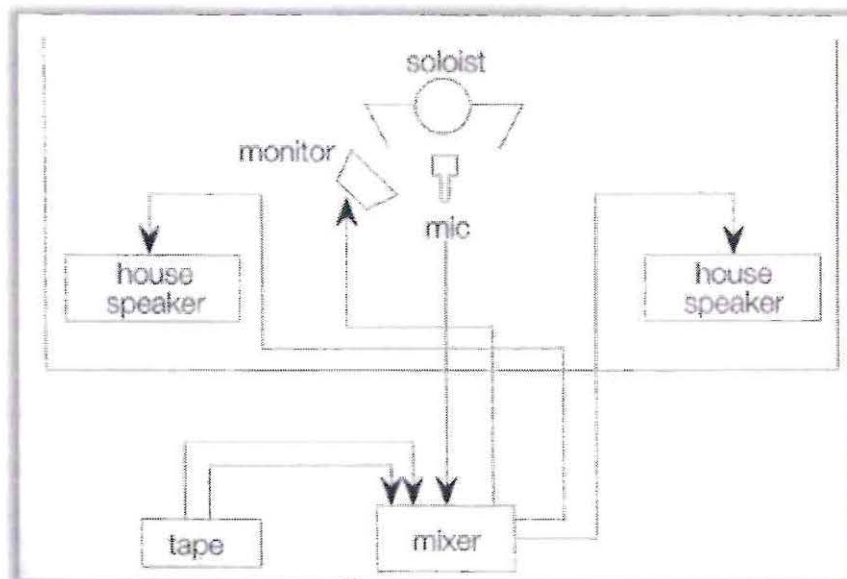 soloist
monitor
mic
house
speaker
house
speaker
tape
mixer